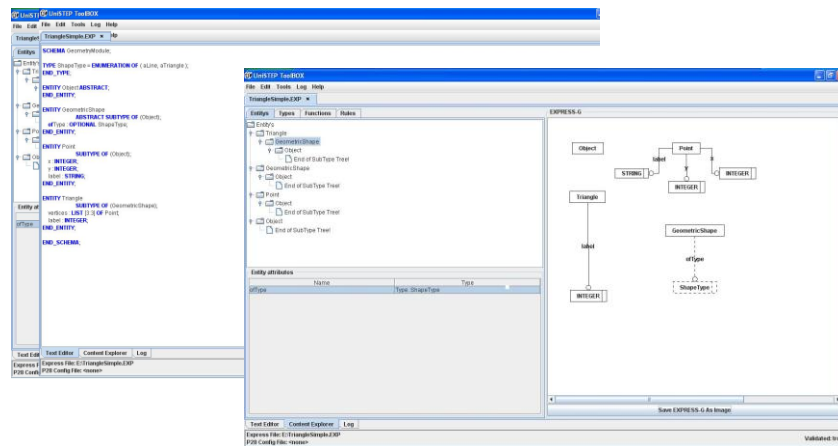 UniSTEP ToolBOX
File Edit Tools Log Help
TriangleSimple.EXP ×
SCHEMA GeometryModule;
TYPE ShapeType = ENUMERATION OF ( aLine, aTriangle );
END_TYPE;
ENTITY Object ABSTRACT;
END_ENTITY;
ENTITY GeometricShape
ABSTRACT SUBTYPE OF (Object);
ofType : OPTIONAL ShapeType;
END_ENTITY;
ENTITY Point
SUBTYPE OF (Object);
x : INTEGER;
y : INTEGER;
label : STRING;
END_ENTITY;
ENTITY Triangle
SUBTYPE OF (GeometricShape);
vertices : LIST [3:3] OF Point;
label : INTEGER;
END_ENTITY;
END_SCHEMA;
Text Editor Content Explorer Log
Express File: E:\TriangleSimple.EXP
P28 Config File: <none>
UniSTEP ToolBOX
File Edit Tools Log Help
TriangleSimple.EXP ×
Entitys Types Functions Rules
Entity's
Triangle
GeometricShape
Object
End of SubType Tree!
GeometricShape
Object
End of SubType Tree!
Point
Object
End of SubType Tree!
Object
End of SubType Tree!
Entity attributes
Name Type
ofType Type: ShapeType
EXPRESS-G
Object Point
label y x
STRING INTEGER INTEGER
Triangle
GeometricShape
label ofType
INTEGER ShapeType
Save EXPRESS-G As Image
Text Editor Content Explorer Log
Express File: E:\TriangleSimple.EXP
P28 Config File: <none>